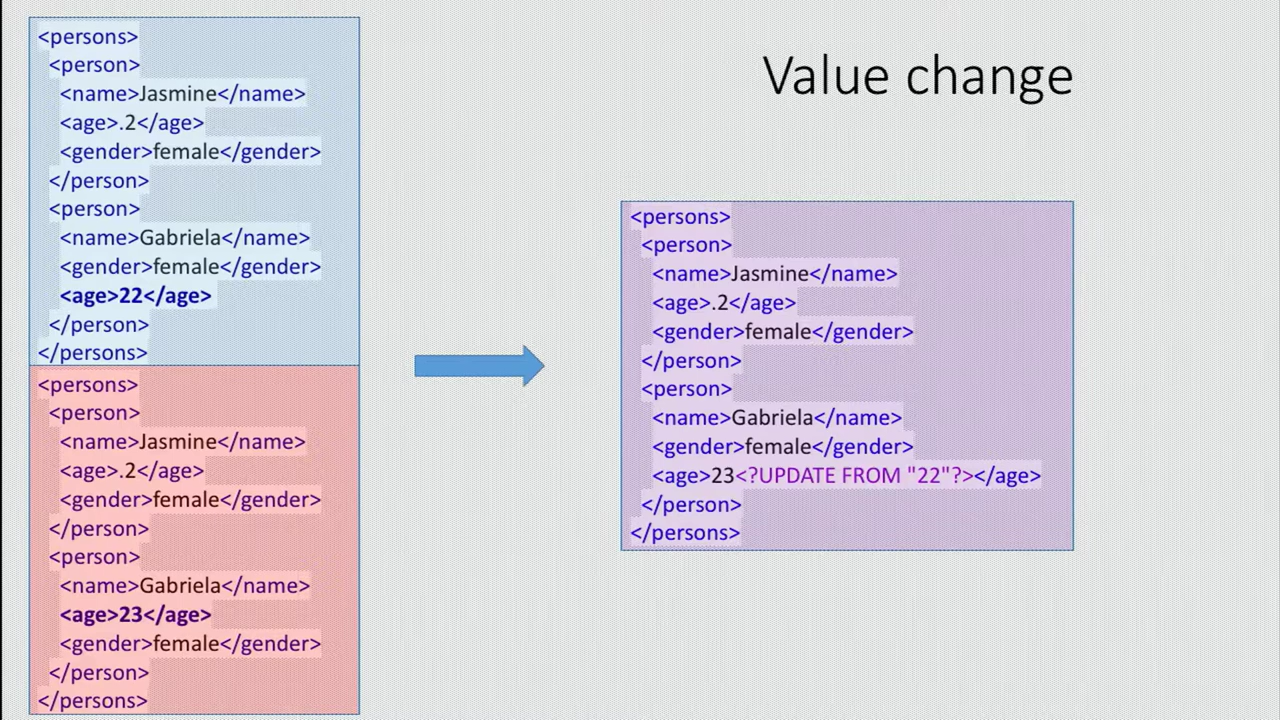 <persons>
<person>
<name>Jasmine</name>
<age>.2</age>
<gender>female</gender>
</person>
<person>
<name>Gabriela</name>
<gender>female</gender>
<age>22</age>
</person>
</persons>
<persons>
<person>
<name>Jasmine</name>
<age>.2</age>
<gender>female</gender>
</person>
<person>
<name>Gabriela</name>
<age>23</age>
<gender>female</gender>
</person>
</persons>
Value change
<persons>
<person>
<name>Jasmine</name>
<age>.2</age>
<gender>female</gender>
</person>
<person>
<name>Gabriela</name>
<gender>female</gender>
<age>23<?UPDATE FROM "22"?></age>
</person>
</persons>